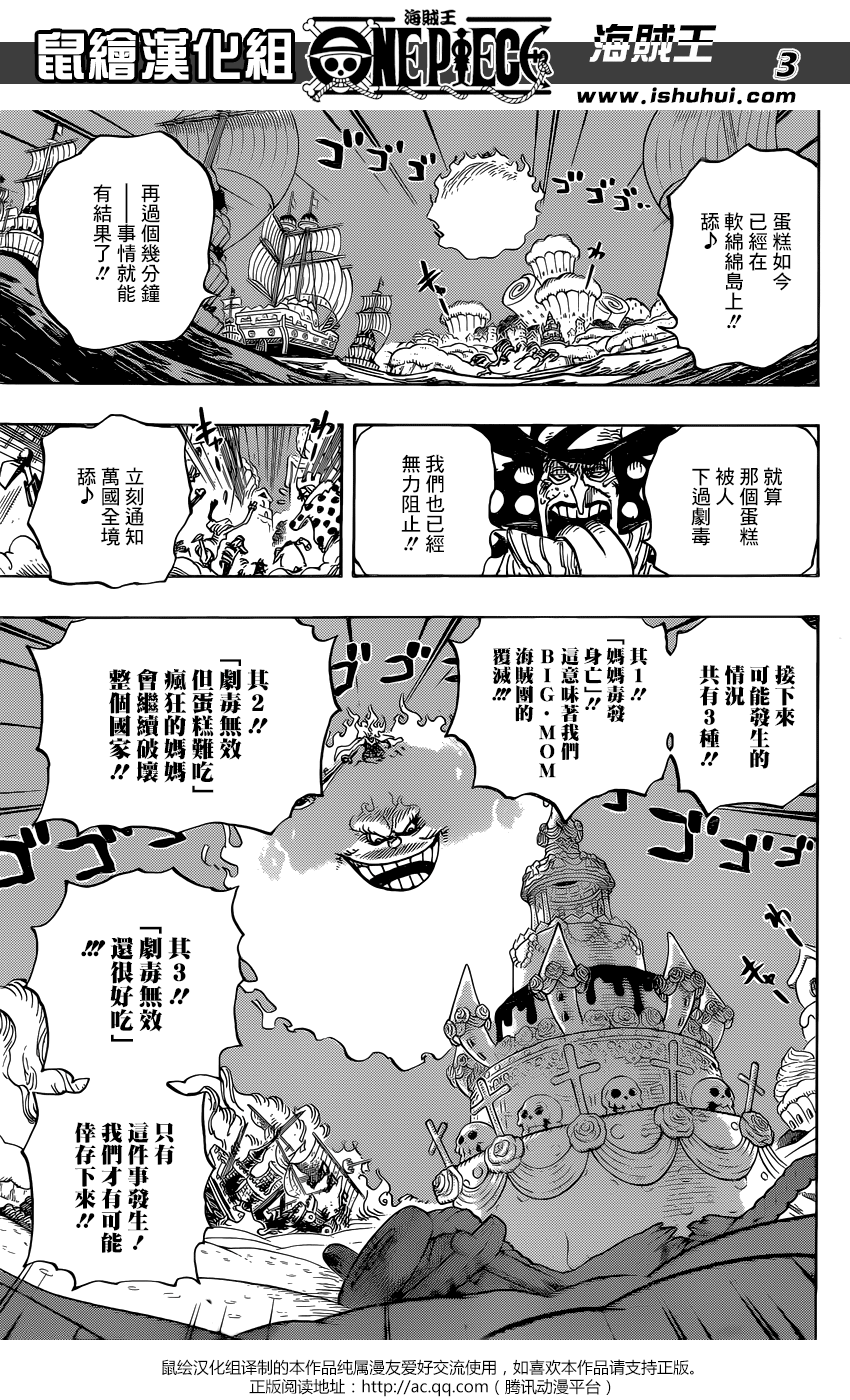 鼠繪漢化組
海賊王
ONE PIECE
海賊王
3
www.ishuhui.com
蛋糕如今
已經在
軟綿綿島上!!
舔♪
ゴゴゴ
ゴゴゴ
再過個幾分鐘
——事情就能
有結果了!!
就算
那個蛋糕
被人
下過劇毒
我們也已經
無力阻止!!
立刻通知
萬國全境
舔♪
接下來
可能發生的
情況
共有3種!!
其1!!
「媽媽毒發
身亡」!!
這意味著我們
BIG·MOM
海賊團的
覆滅!!!
其2!!
「劇毒無效
但蛋糕難吃」
瘋狂的媽媽
會繼續破壞
整個國家!!
ゴゴゴ
ゴゴ
ゴゴゴ
其3!!
「劇毒無效
還很好吃」
!!!
只有
這件事發生!
我們才有可能
倖存下來!!
鼠绘汉化组译制的本作品纯属漫友爱好交流使用，如喜欢本作品请支持正版。
正版阅读地址：http://ac.qq.com（腾讯动漫平台）